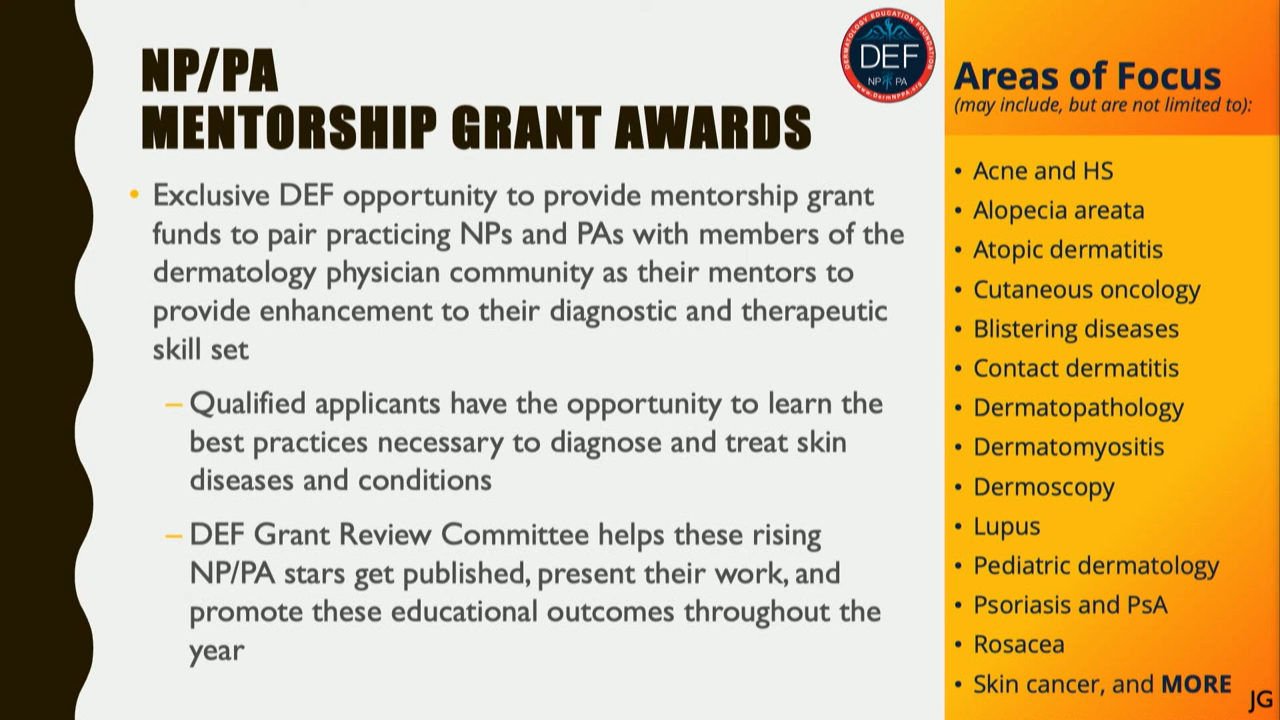 NP/PA
MENTORSHIP GRANT AWARDS
• Exclusive DEF opportunity to provide mentorship grant
funds to pair practicing NPs and PAs with members of the
dermatology physician community as their mentors to
provide enhancement to their diagnostic and therapeutic
skill set
– Qualified applicants have the opportunity to learn the
best practices necessary to diagnose and treat skin
diseases and conditions
– DEF Grant Review Committee helps these rising
NP/PA stars get published, present their work, and
promote these educational outcomes throughout the
year
DERMATOLOGY EDUCATION FOUNDATION
DEF
NP PA
www.DermNPPA.org
Areas of Focus
(may include, but are not limited to):
• Acne and HS
• Alopecia areata
• Atopic dermatitis
• Cutaneous oncology
• Blistering diseases
• Contact dermatitis
• Dermatopathology
• Dermatomyositis
• Dermoscopy
• Lupus
• Pediatric dermatology
• Psoriasis and PsA
• Rosacea
• Skin cancer, and MORE
JG